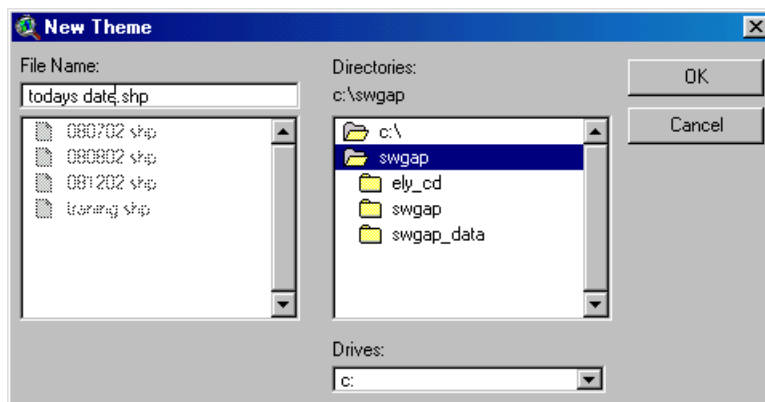 New Theme
File Name:
todays date.shp
080702.shp
080802.shp
081202.shp
traning.shp
Directories:
c:\swgap
c:\
swgap
ely_cd
swgap
swgap_data
Drives:
c:
OK
Cancel